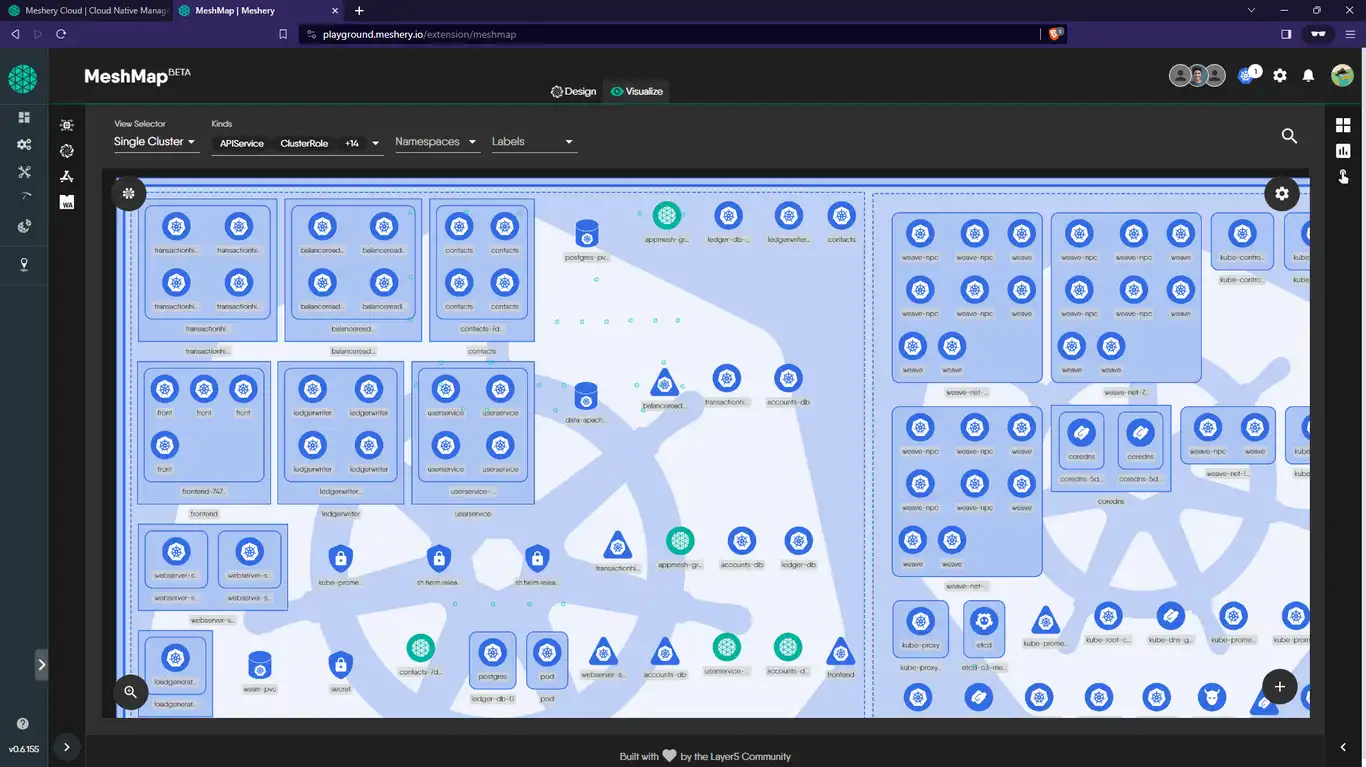 Meshery Cloud | Cloud Native Manag
MeshMap | Meshery
playground.meshery.io/extension/meshmap
MeshMap BETA
Design
Visualize
1
View Selector
Single Cluster
Kinds
APIService ClusterRole +14
Namespaces
Labels
WA
transactionhi... transactionhi... balanceread... balanceread... contacts contacts
postgres-pv...
appmesh-gr... ledger-db-... ledgerwriter... contacts
weave-npc weave-npc weave weave-npc weave-npc weave kube-contro...
transactionhi... transactionhi... balanceread... balanceread... contacts contacts
transactionhi... balanceread... contacts-7d...
transactionhi... balanceread... contacts
kube-contro...
weave-npc weave-npc weave weave-npc weave-npc weave
weave weave weave weave
weave-net-... weave-net-7...
front front front ledgerwriter ledgerwriter userservice userservice
data-apach... balanceread... transactionhi... accounts-db
front ledgerwriter ledgerwriter userservice userservice
frontend-747... ledgerwriter... userservice-...
frontend ledgerwriter userservice
weave-npc weave-npc weave coredns coredns weave-npc weave
coredns-5d... coredns-5d... weave-net-l...
coredns
weave-npc weave-npc weave
weave weave
weave-net-...
webserver-s... webserver-s...
webserver-s... webserver-s...
webserver-s...
kube-prome... sh.helm.relea... sh.helm.relea...
transactionhi... appmesh-gr... accounts-db ledger-db
kube-proxy etcd kube-prome... kube-root-c... kube-dns-g... kube-prome... kube-prom
kube-proxy...
loadgenerat...
loadgenerat...
wasm-pvc secret contacts-7d... postgres pod webserver-s... accounts-db userservice-... accounts-d... frontend
ledger-db-0 pod
v0.6.155
Built with by the Layer5 Community